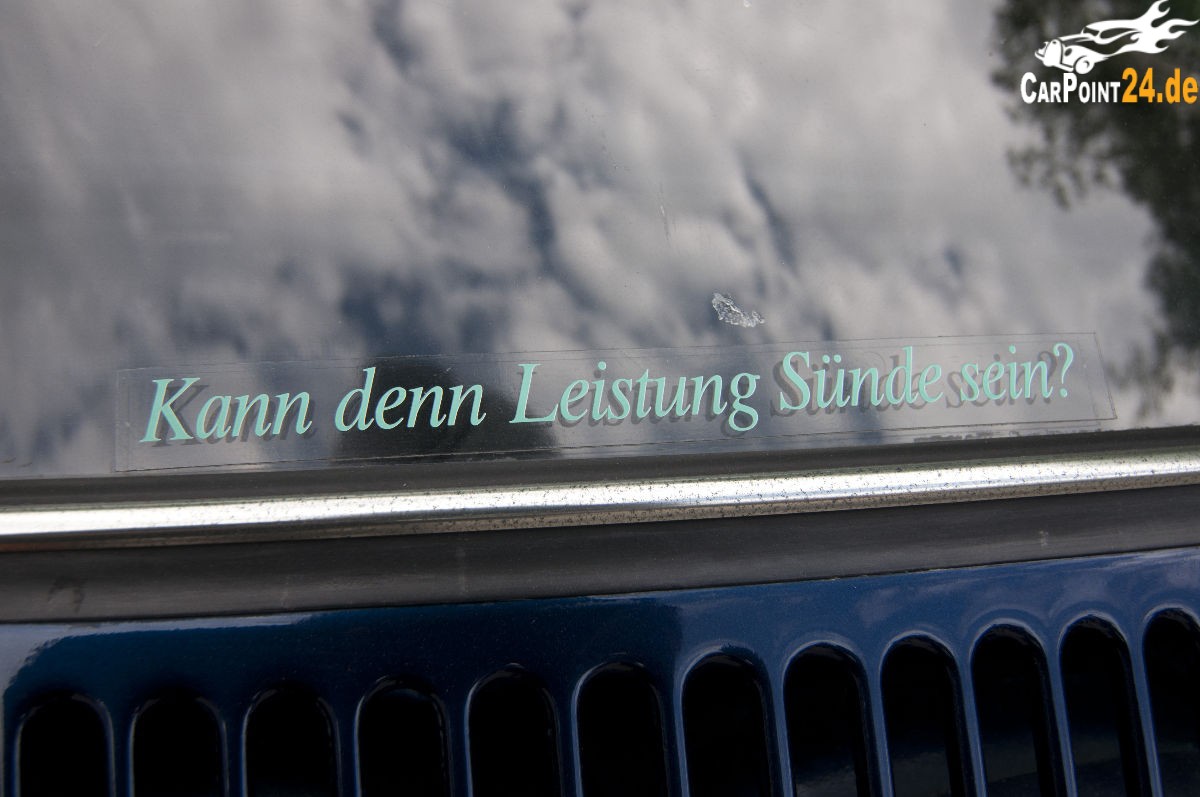 CARPOINT24.de
Kann denn Leistung Sünde sein?